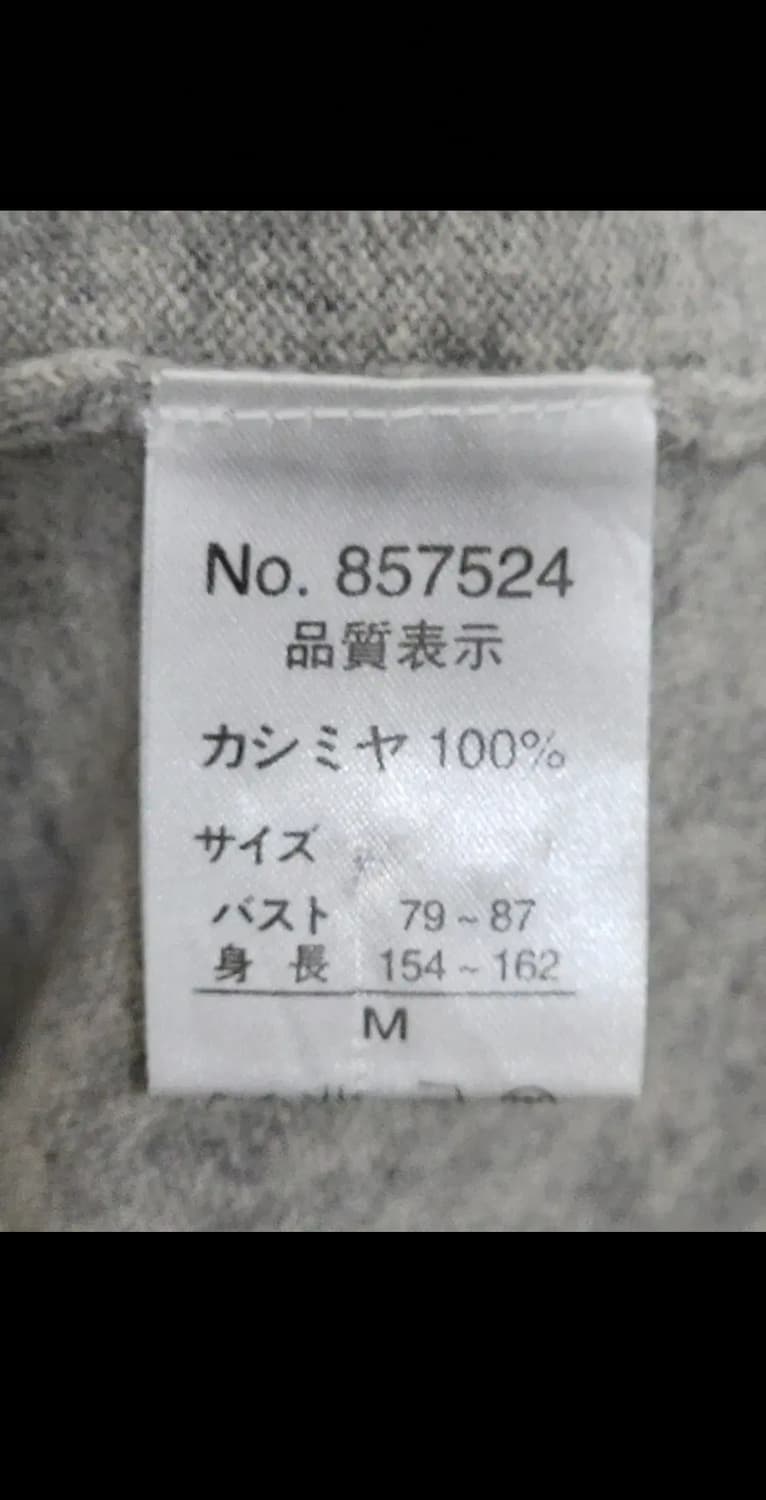 No. 857524
品質表示
カシミヤ 100%
サイズ
バスト 79~87
身 長 154~162
M